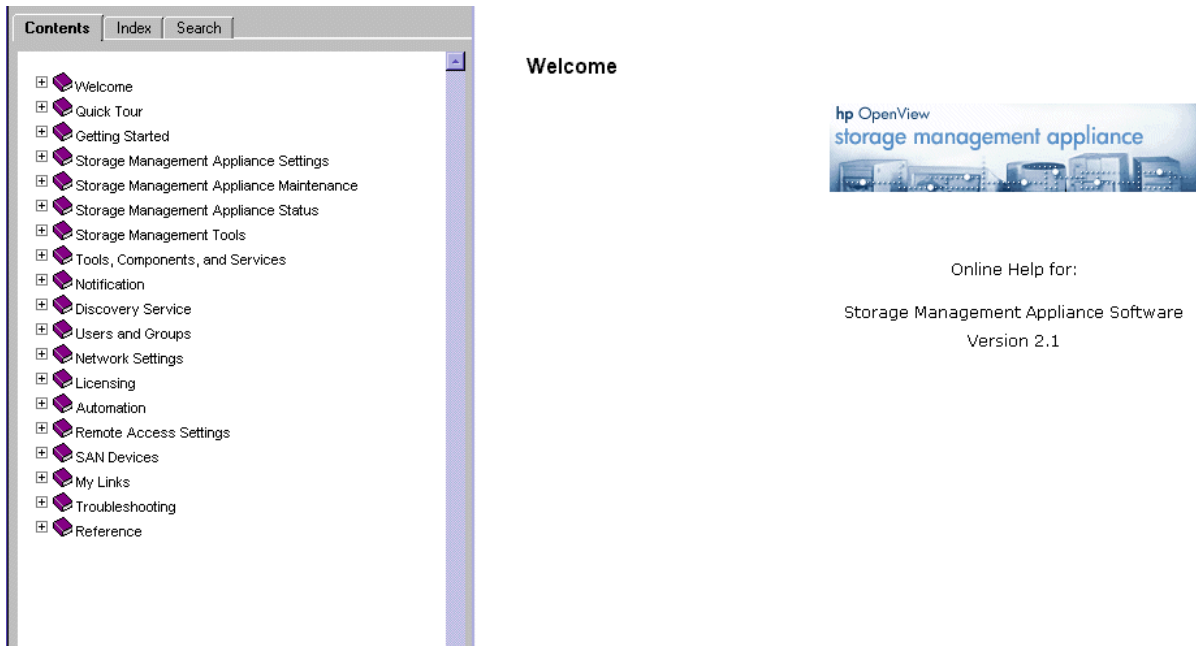 Contents Index Search
Welcome
Quick Tour
Getting Started
Storage Management Appliance Settings
Storage Management Appliance Maintenance
Storage Management Appliance Status
Storage Management Tools
Tools, Components, and Services
Notification
Discovery Service
Users and Groups
Network Settings
Licensing
Automation
Remote Access Settings
SAN Devices
My Links
Troubleshooting
Reference
Welcome
hp OpenView
storage management appliance
Online Help for:
Storage Management Appliance Software
Version 2.1